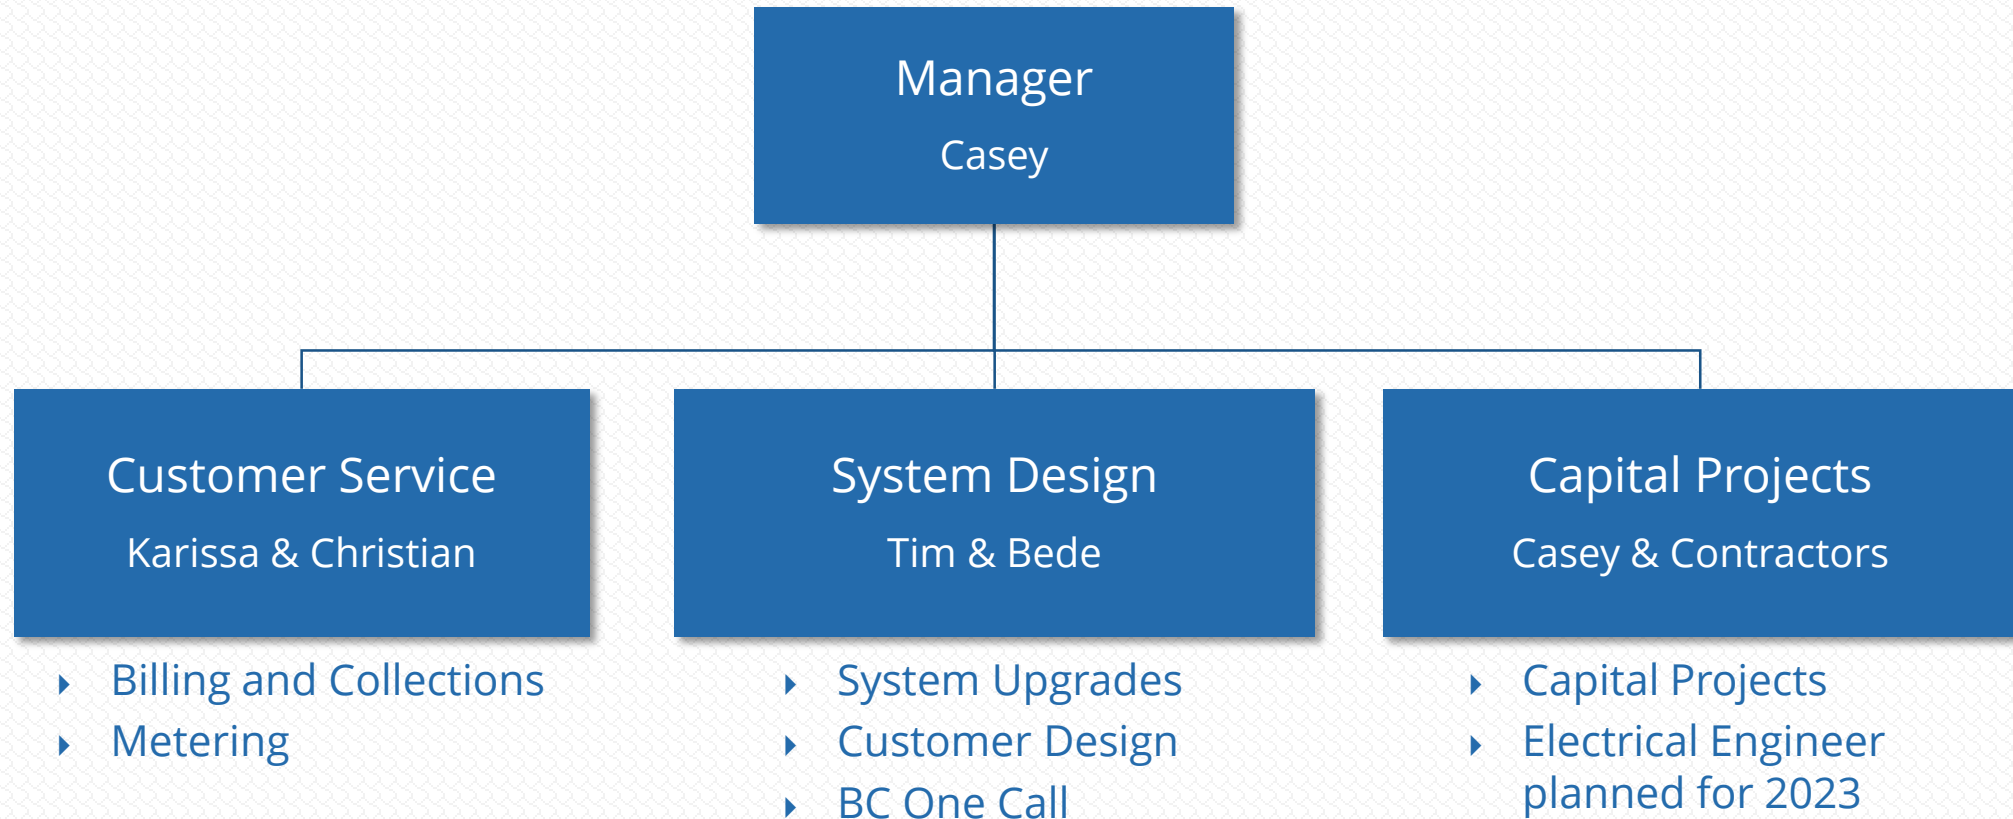 Manager
Casey
Customer Service
Karissa & Christian
System Design
Tim & Bede
Capital Projects
Casey & Contractors
Billing and Collections
Metering
System Upgrades
Customer Design
BC One Call
Capital Projects
Electrical Engineer
planned for 2023